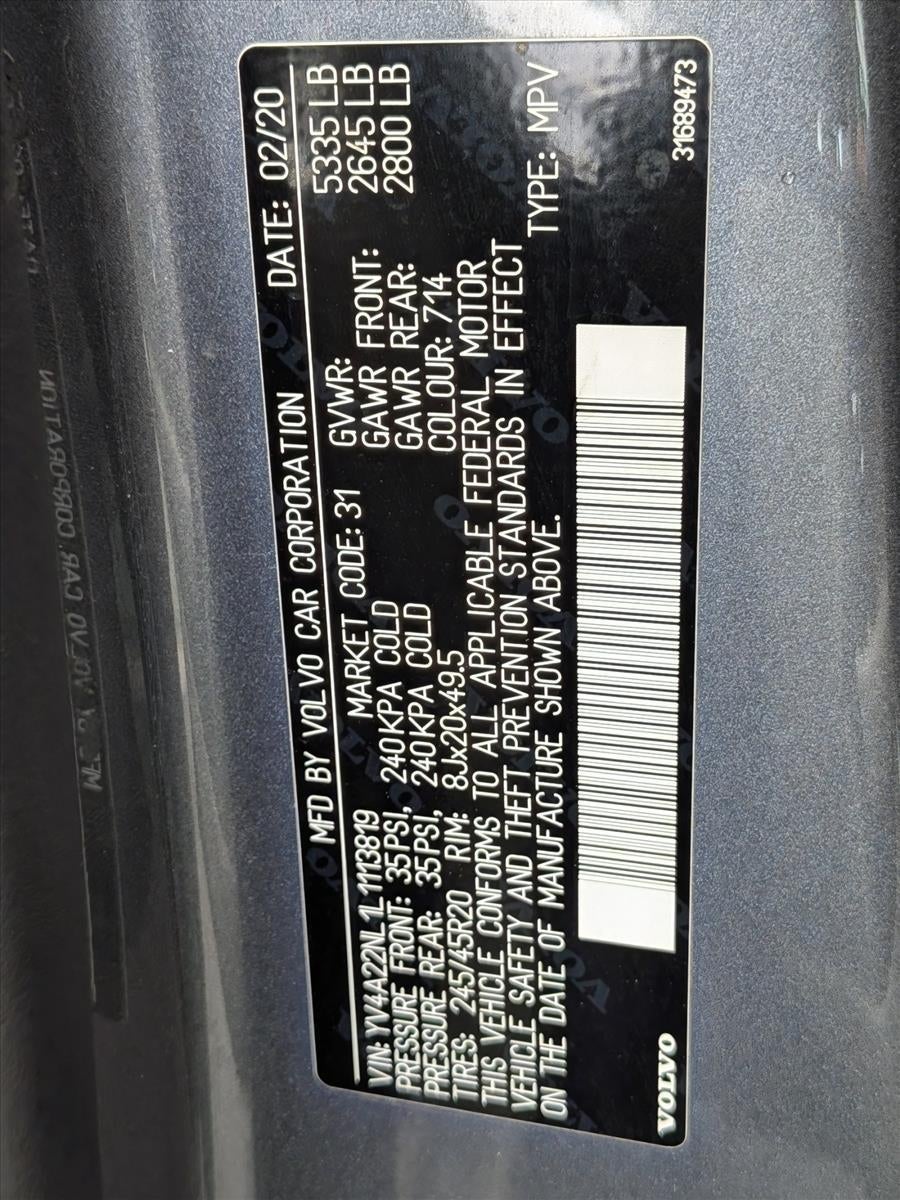 MFD BY VOLVO CAR CORPORATION DATE: 02/20
VIN: YV4A22NL1L1113819 MARKET CODE: 31 GVWR: 5335 LB
PRESSURE FRONT: 35PSI, 240KPA COLD GAWR FRONT: 2645 LB
PRESSURE REAR: 35PSI, 240KPA COLD GAWR REAR: 2800 LB
TIRES: 245/45R20 RIM: 8Jx20x49.5 COLOUR: 714
THIS VEHICLE CONFORMS TO ALL APPLICABLE FEDERAL MOTOR
VEHICLE SAFETY AND THEFT PREVENTION STANDARDS IN EFFECT
ON THE DATE OF MANUFACTURE SHOWN ABOVE. TYPE: MPV
VOLVO 31689473